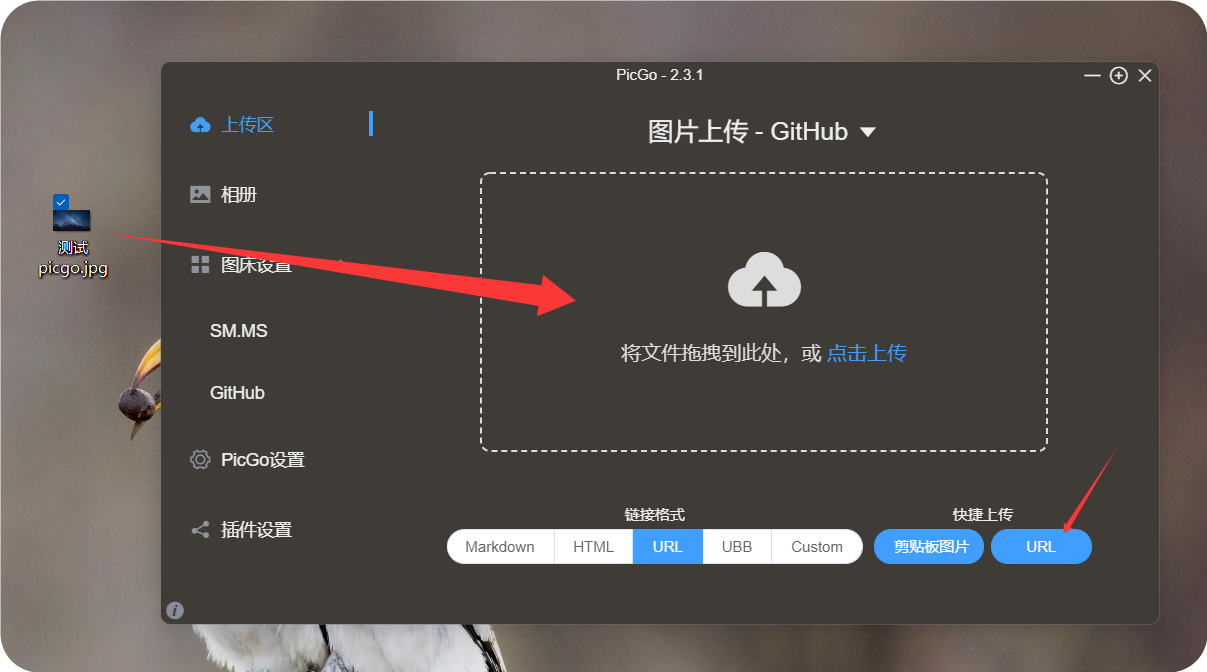 PicGo - 2.3.1
上传区
图片上传 - GitHub
相册
测试
picgo.jpg
图床设置
SM.MS
将文件拖拽到此处，或 点击上传
GitHub
PicGo设置
链接格式
快捷上传
插件设置
Markdown
HTML
URL
UBB
Custom
剪贴板图片
URL